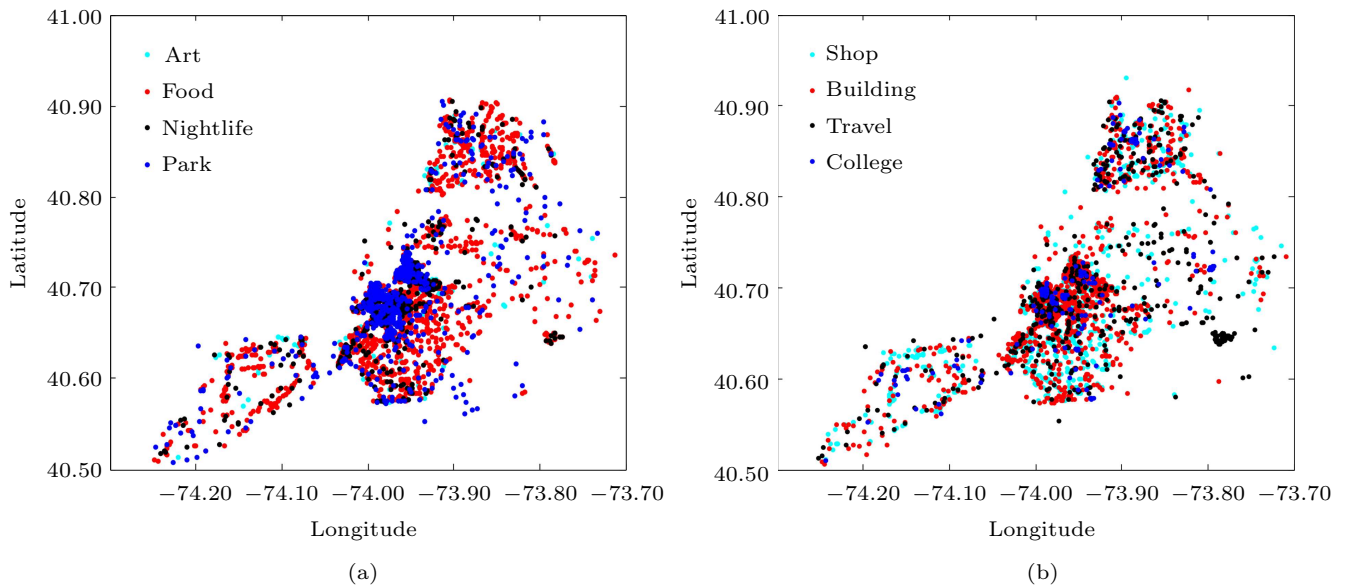 41.00
40.90
40.80
40.70
40.60
40.50
Latitude
Art
Food
Nightlife
Park
−74.20 −74.10 −74.00 −73.90 −73.80 −73.70
Longitude
(a)
41.00
40.90
40.80
40.70
40.60
40.50
Latitude
Shop
Building
Travel
College
−74.20 −74.10 −74.00 −73.90 −73.80 −73.70
Longitude
(b)